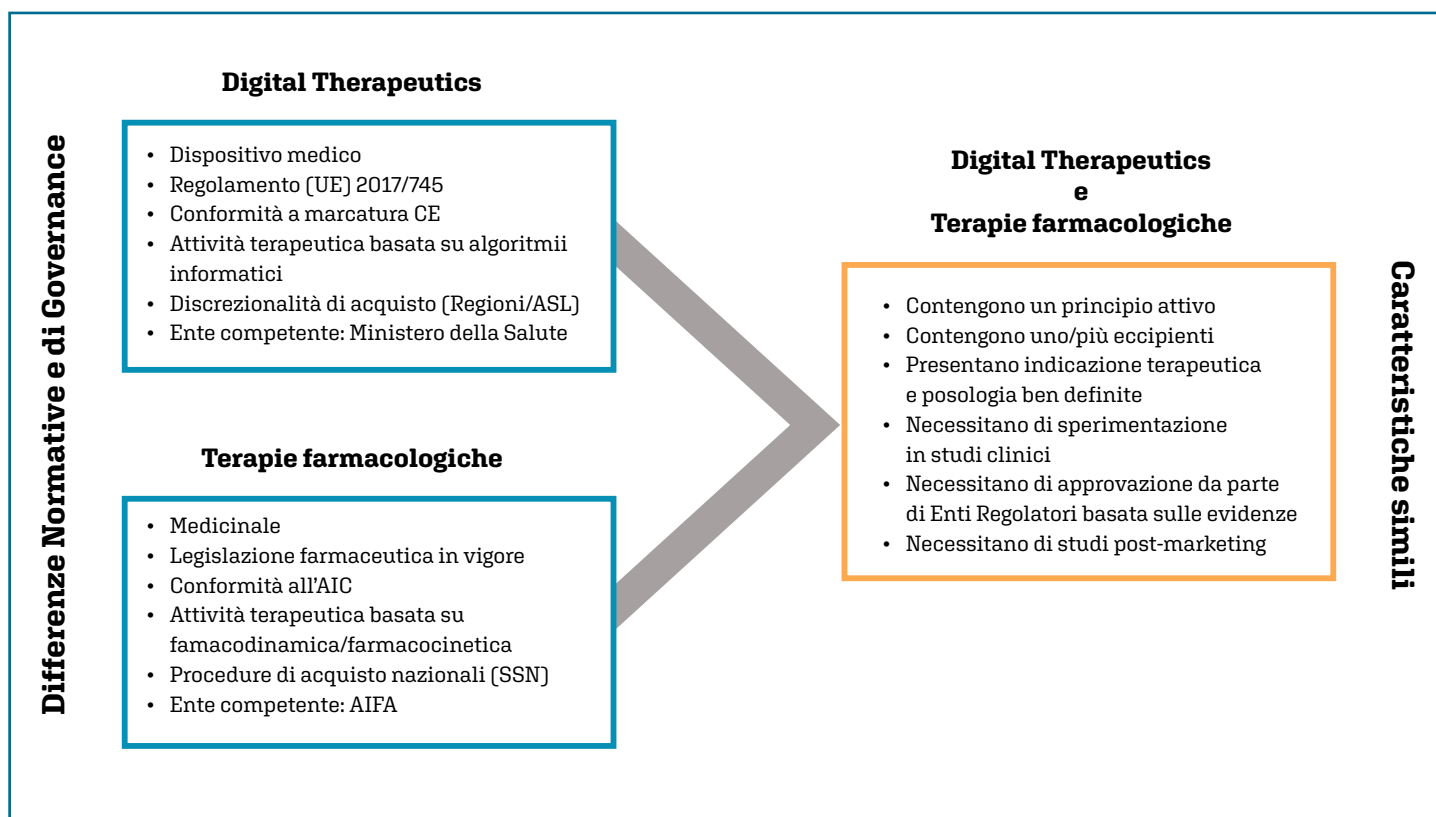 Differenze Normative e di Governance
Digital Therapeutics
• Dispositivo medico
• Regolamento (UE) 2017/745
• Conformità a marcatura CE
• Attività terapeutica basata su algoritmii
informatici
• Discrezionalità di acquisto (Regioni/ASL)
• Ente competente: Ministero della Salute
Terapie farmacologiche
• Medicinale
• Legislazione farmaceutica in vigore
• Conformità all'AIC
• Attività terapeutica basata su
famacodinamica/farmacocinetica
• Procedure di acquisto nazionali (SSN)
• Ente competente: AIFA
Digital Therapeutics
e
Terapie farmacologiche
• Contengono un principio attivo
• Contengono uno/più eccipienti
• Presentano indicazione terapeutica
e posologia ben definite
• Necessitano di sperimentazione
in studi clinici
• Necessitano di approvazione da parte
di Enti Regolatori basata sulle evidenze
• Necessitano di studi post-marketing
Caratteristiche simili